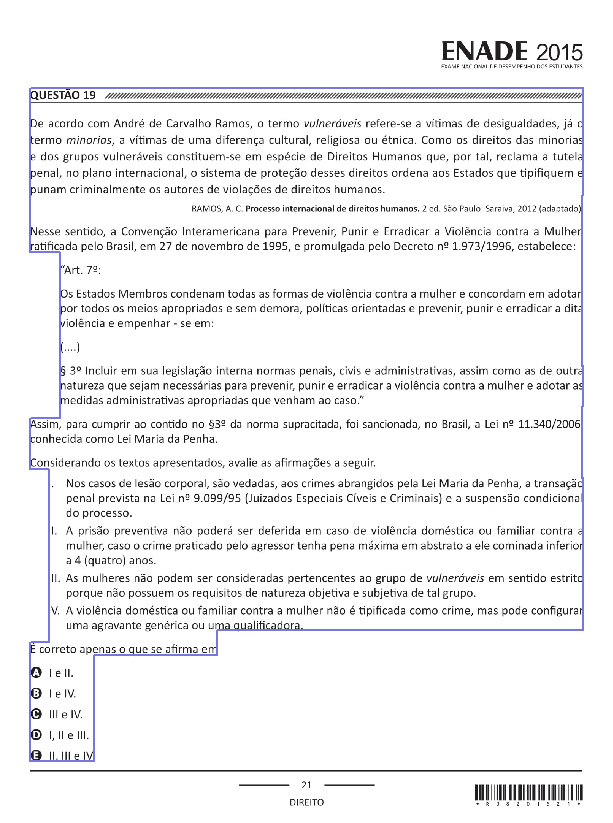 ENADE 2015
EXAME NACIONAL DE DESEMPENHO DOS ESTUDANTES
QUESTÃO 19
De acordo com André de Carvalho Ramos, o termo vulneráveis refere-se a vítimas de desigualdades, já o
termo minorias, a vítimas de uma diferença cultural, religiosa ou étnica. Como os direitos das minorias
e dos grupos vulneráveis constituem-se em espécie de Direitos Humanos que, por tal, reclama a tutela
penal, no plano internacional, o sistema de proteção desses direitos ordena aos Estados que tipifiquem e
punam criminalmente os autores de violações de direitos humanos.
RAMOS, A. C. Processo internacional de direitos humanos. 2 ed. São Paulo: Saraiva, 2012 (adaptado)
Nesse sentido, a Convenção Interamericana para Prevenir, Punir e Erradicar a Violência contra a Mulher
ratificada pelo Brasil, em 27 de novembro de 1995, e promulgada pelo Decreto nº 1.973/1996, estabelece:
“Art. 7º:
Os Estados Membros condenam todas as formas de violência contra a mulher e concordam em adotar
por todos os meios apropriados e sem demora, políticas orientadas e prevenir, punir e erradicar a dita
violência e empenhar - se em:
(....)
§ 3º Incluir em sua legislação interna normas penais, civis e administrativas, assim como as de outra
natureza que sejam necessárias para prevenir, punir e erradicar a violência contra a mulher e adotar as
medidas administrativas apropriadas que venham ao caso.”
Assim, para cumprir ao contido no §3º da norma supracitada, foi sancionada, no Brasil, a Lei nº 11.340/2006
conhecida como Lei Maria da Penha.
Considerando os textos apresentados, avalie as afirmações a seguir.
. Nos casos de lesão corporal, são vedadas, aos crimes abrangidos pela Lei Maria da Penha, a transação
penal prevista na Lei nº 9.099/95 (Juizados Especiais Cíveis e Criminais) e a suspensão condicional
do processo.
I. A prisão preventiva não poderá ser deferida em caso de violência doméstica ou familiar contra a
mulher, caso o crime praticado pelo agressor tenha pena máxima em abstrato a ele cominada inferior
a 4 (quatro) anos.
II. As mulheres não podem ser consideradas pertencentes ao grupo de vulneráveis em sentido estrito
porque não possuem os requisitos de natureza objetiva e subjetiva de tal grupo.
V. A violência doméstica ou familiar contra a mulher não é tipificada como crime, mas pode configurar
uma agravante genérica ou uma qualificadora.
É correto apenas o que se afirma em
A I e II.
B I e IV.
C III e IV.
D I, II e III.
E II, III e IV
21
DIREITO
*R08201521*